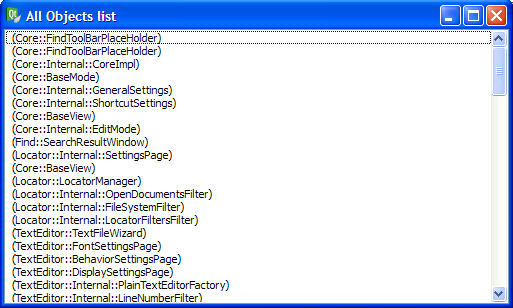 All Objects list
(Core::FindToolBarPlaceHolder)
(Core::FindToolBarPlaceHolder)
(Core::Internal::CoreImpl)
(Core::BaseMode)
(Core::Internal::GeneralSettings)
(Core::Internal::ShortcutSettings)
(Core::BaseView)
(Core::Internal::EditMode)
(Find::SearchResultWindow)
(Locator::Internal::SettingsPage)
(Core::BaseView)
(Locator::LocatorManager)
(Locator::Internal::OpenDocumentsFilter)
(Locator::Internal::FileSystemFilter)
(Locator::Internal::LocatorFiltersFilter)
(TextEditor::TextFileWizard)
(TextEditor::FontSettingsPage)
(TextEditor::BehaviorSettingsPage)
(TextEditor::DisplaySettingsPage)
(TextEditor::Internal::PlainTextEditorFactory)
(TextEditor::Internal::LineNumberFilter)